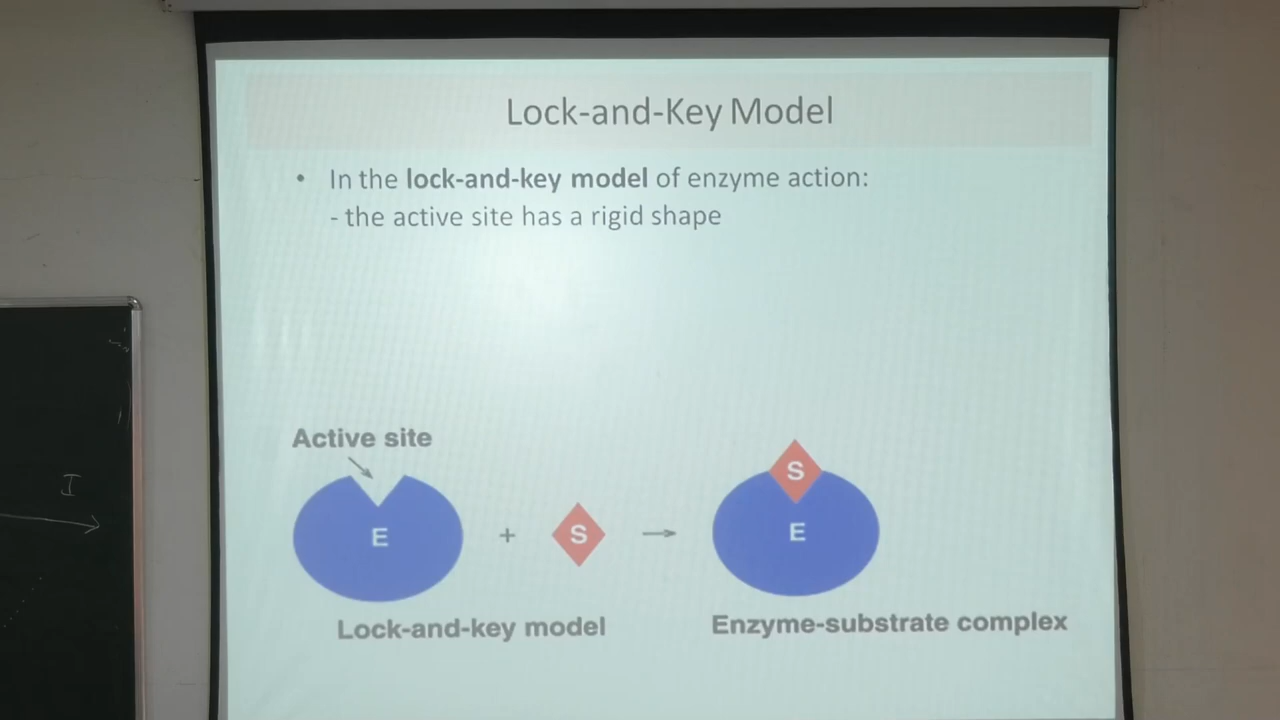 Lock-and-Key Model
• In the lock-and-key model of enzyme action:
- the active site has a rigid shape
Active site
E
+
S
→
S
E
Lock-and-key model
Enzyme-substrate complex
I